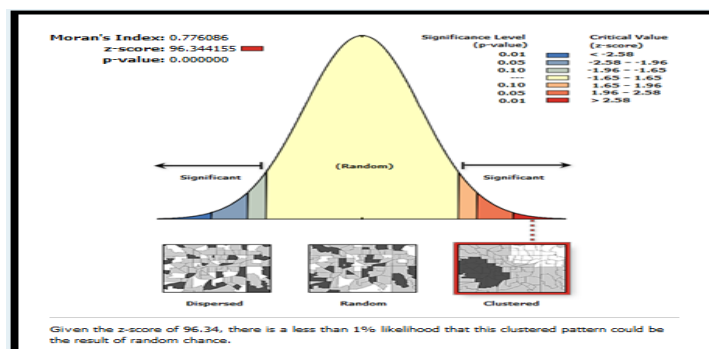 Moran's Index: 0.776086
z-score: 96.344155
p-value: 0.000000
Significance Level
(p-value)
Critical Value
(z-score)
0.01 < -2.58
0.05 -2.58 – -1.96
0.10 -1.96 – -1.65
--- -1.65 – 1.65
0.10 1.65 – 1.96
0.05 1.96 – 2.58
0.01 > 2.58
Significant
(Random)
Significant
Dispersed
Random
Clustered
Given the z-score of 96.34, there is a less than 1% likelihood that this clustered pattern could be
the result of random chance.